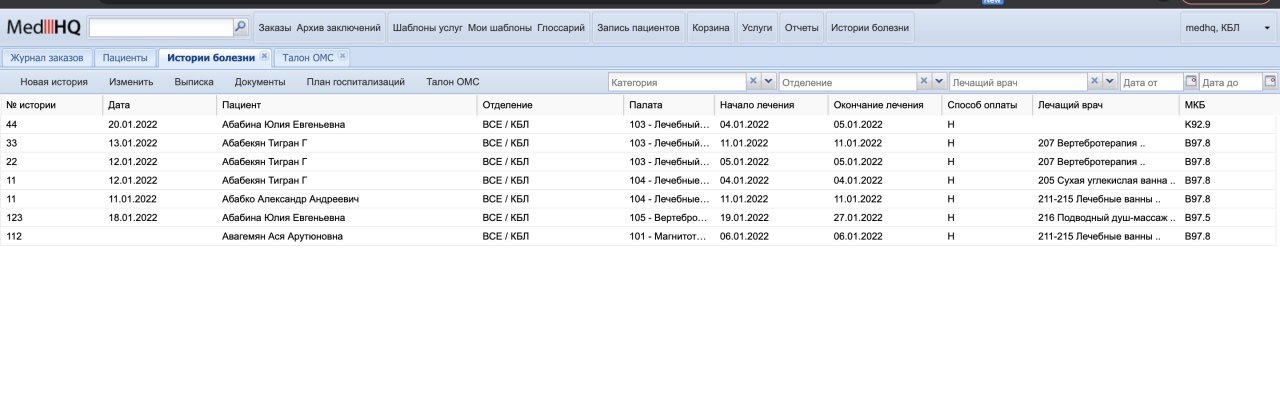 New
MedHQ Заказы Архив заключений Шаблоны услуг Мои шаблоны Глоссарий Запись пациентов Корзина Услуги Отчеты Истории болезни medhq, КБЛ
Журнал заказов Пациенты Истории болезни Талон ОМС
Новая история Изменить Выписка Документы План госпитализаций Талон ОМС Категория Отделение Лечащий врач Дата от Дата до
№ истории Дата Пациент Отделение Палата Начало лечения Окончание лечения Способ оплаты Лечащий врач МКБ
44 20.01.2022 Абабина Юлия Евгеньевна ВСЕ / КБЛ 103 - Лечебный... 04.01.2022 05.01.2022 Н K92.9
33 13.01.2022 Абабекян Тигран Г ВСЕ / КБЛ 103 - Лечебный... 11.01.2022 11.01.2022 Н 207 Вертебротерапия .. B97.8
22 12.01.2022 Абабекян Тигран Г ВСЕ / КБЛ 103 - Лечебный... 05.01.2022 05.01.2022 Н 207 Вертебротерапия .. B97.8
11 12.01.2022 Абабекян Тигран Г ВСЕ / КБЛ 104 - Лечебные... 04.01.2022 04.01.2022 Н 205 Сухая углекислая ванна .. B97.8
11 11.01.2022 Абабко Александр Андреевич ВСЕ / КБЛ 104 - Лечебные... 11.01.2022 11.01.2022 Н 211-215 Лечебные ванны .. B97.8
123 18.01.2022 Абабина Юлия Евгеньевна ВСЕ / КБЛ 105 - Вертебро... 19.01.2022 27.01.2022 Н 216 Подводный душ-массаж .. B97.5
112 Авагемян Ася Арутюновна ВСЕ / КБЛ 101 - Магнитот... 06.01.2022 06.01.2022 Н 211-215 Лечебные ванны .. B97.8